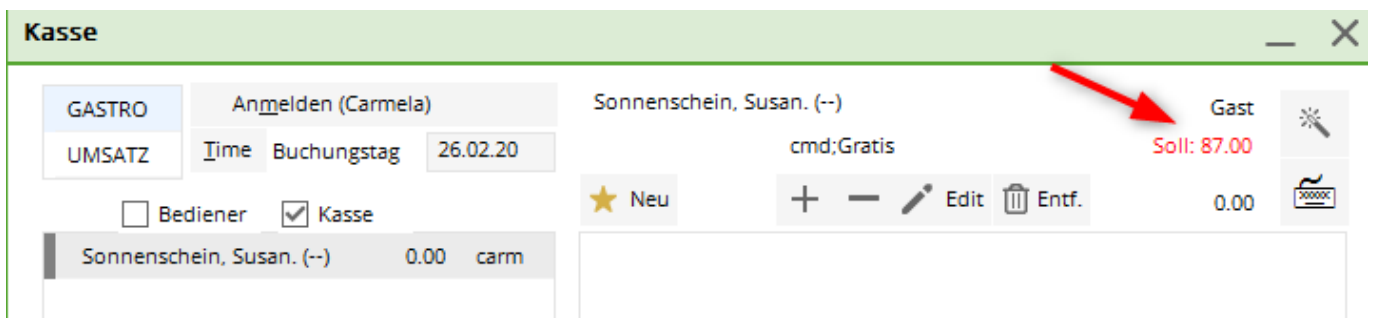 Kasse
GASTRO
UMSATZ
Anmelden (Carmela)
Time Buchungstag 26.02.20
Bediener Kasse
Sonnenschein, Susan. (--) 0.00 carm
Sonnenschein, Susan. (--) Gast
cmd;Gratis Soll: 87.00
Neu Edit Entf. 0.00